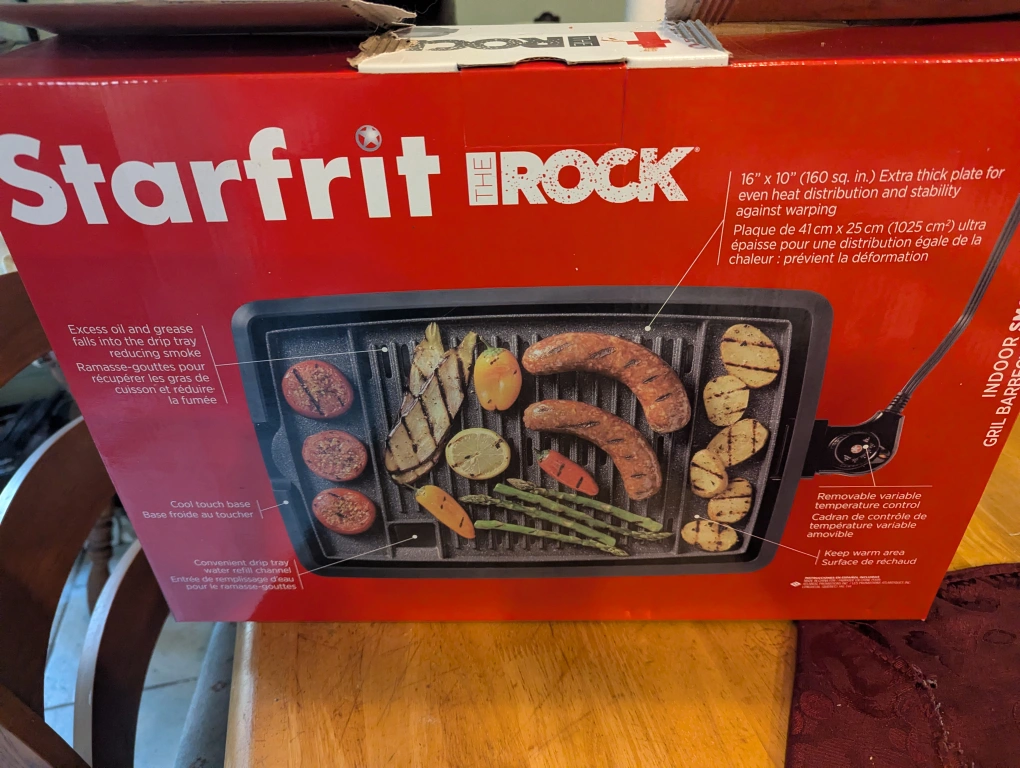 THE ROCK
Starfrit THE ROCK
16" x 10" (160 sq. in.) Extra thick plate for
even heat distribution and stability
against warping
Plaque de 41 cm x 25 cm (1025 cm²) ultra
épaisse pour une distribution égale de la
chaleur : prévient la déformation
Excess oil and grease
falls into the drip tray
reducing smoke
Ramasse-gouttes pour
récupérer les gras de
cuisson et réduire
la fumée
Cool touch base
Base froide au toucher
Convenient drip tray
water refill channel
Entrée de remplissage d'eau
pour le ramasse-gouttes
Removable variable
temperature control
Cadran de contrôle de
température variable
amovible
Keep warm area
Surface de réchaud
INDOOR
GRIL